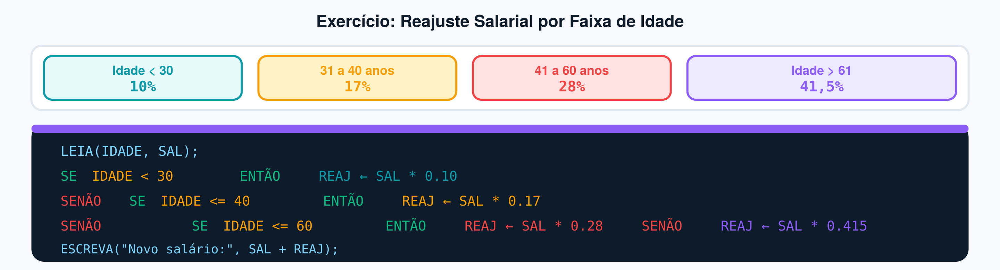 Exercício: Reajuste Salarial por Faixa de Idade
Idade < 30
10%
31 a 40 anos
17%
41 a 60 anos
28%
Idade > 61
41,5%
LEIA(IDADE, SAL);
SE IDADE < 30 ENTÃO REAJ ← SAL * 0.10
SENÃO SE IDADE <= 40 ENTÃO REAJ ← SAL * 0.17
SENÃO SE IDADE <= 60 ENTÃO REAJ ← SAL * 0.28 SENÃO REAJ ← SAL * 0.415
ESCREVA("Novo salário:", SAL + REAJ);